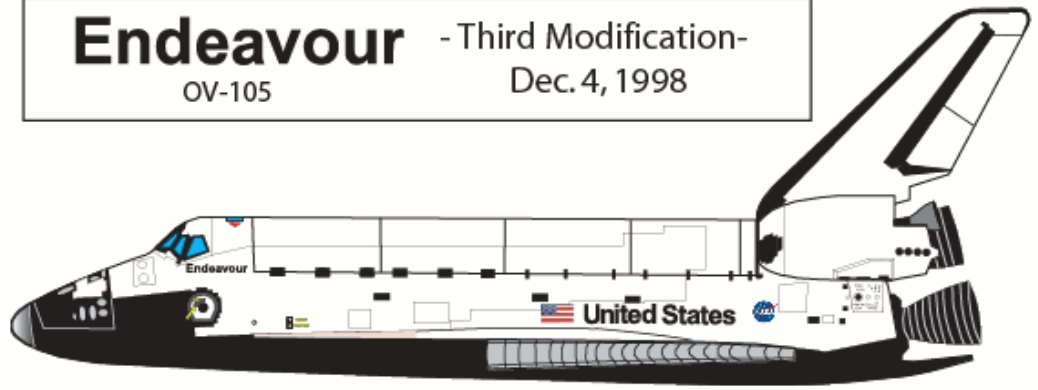 Endeavour
OV-105
- Third Modification-
Dec. 4, 1998
Endeavour
United States